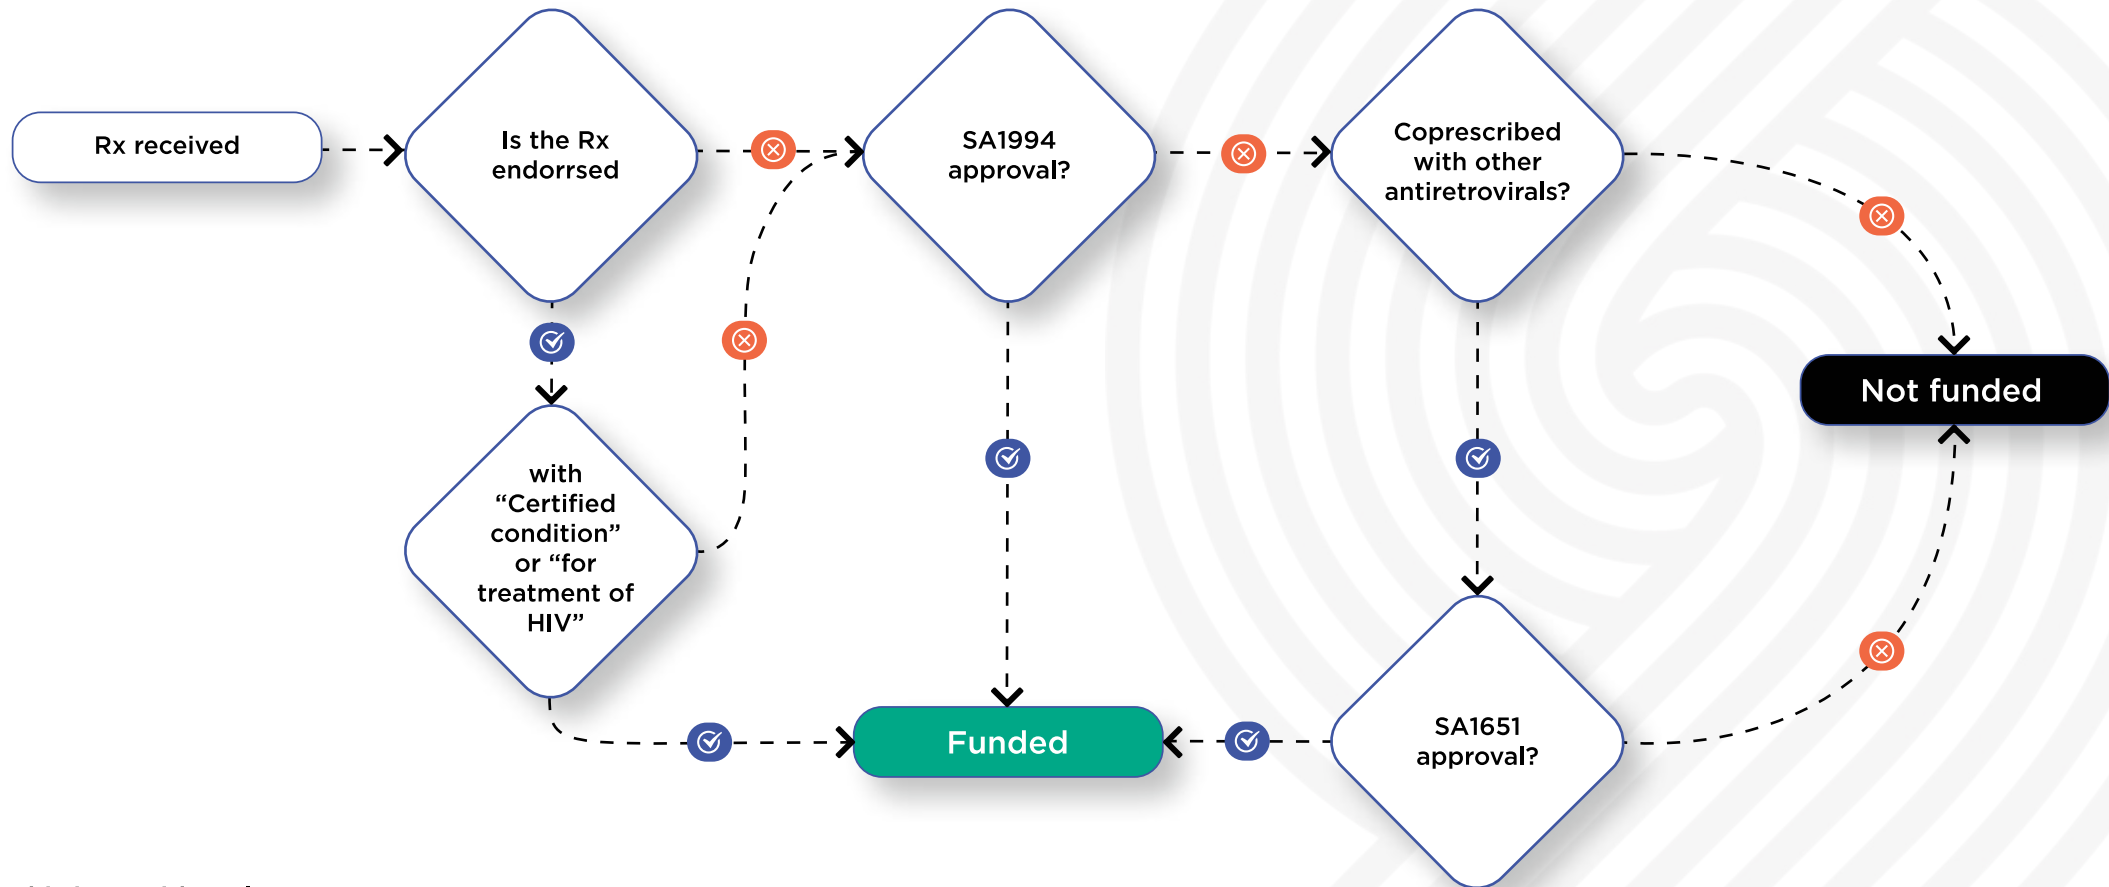 Rx received
Is the Rx
endorrsed
SA1994
approval?
Coprescribed
with other
antiretrovirals?
Not funded
with
“Certified
condition”
or “for
treatment of
HIV”
Funded
SA1651
approval?